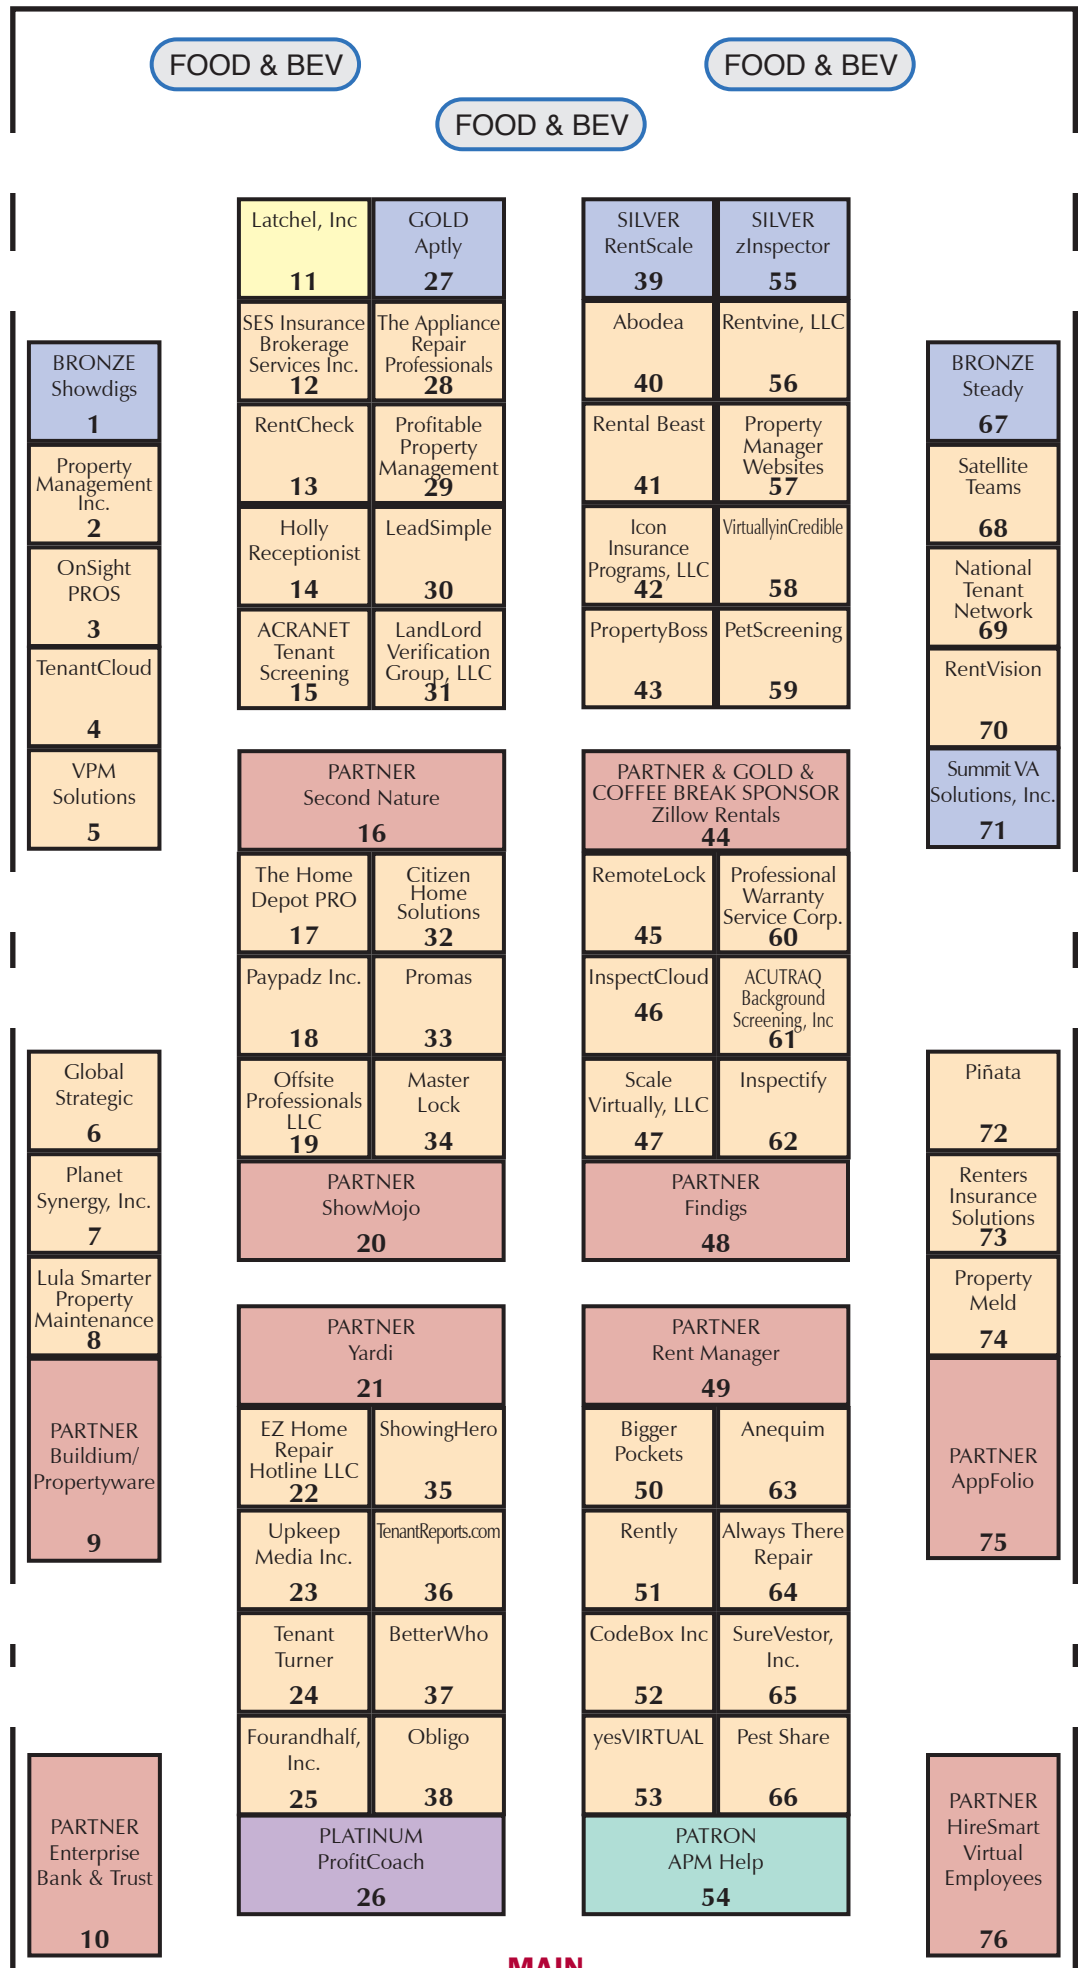 FOOD & BEV
FOOD & BEV
FOOD & BEV
BRONZE
Showdigs
1
Property
Management
Inc.
2
OnSight
PROS
3
TenantCloud
4
VPM
Solutions
5
Global
Strategic
6
Planet
Synergy, Inc.
7
Lula Smarter
Property
Maintenance
8
PARTNER
Buildium/
Propertyware
9
PARTNER
Enterprise
Bank & Trust
10
Latchel, Inc
11
SES Insurance
Brokerage
Services Inc.
12
RentCheck
13
Holly
Receptionist
14
ACRANET
Tenant
Screening
15
GOLD
Aptly
27
The Appliance
Repair
Professionals
28
Profitable
Property
Management
29
LeadSimple
30
LandLord
Verification
Group, LLC
31
PARTNER
Second Nature
16
The Home
Depot PRO
17
Paypadz Inc.
18
Offsite
Professionals
LLC
19
Citizen
Home
Solutions
32
Promas
33
Master
Lock
34
PARTNER
ShowMojo
20
PARTNER
Yardi
21
EZ Home
Repair
Hotline LLC
22
Upkeep
Media Inc.
23
Tenant
Turner
24
Fourandhalf,
Inc.
25
ShowingHero
35
TenantReports.com
36
BetterWho
37
Obligo
38
PLATINUM
ProfitCoach
26
SILVER
RentScale
39
Abodea
40
Rental Beast
41
Icon
Insurance
Programs, LLC
42
PropertyBoss
43
SILVER
zInspector
55
Rentvine, LLC
56
Property
Manager
Websites
57
VirtuallyinCredible
58
PetScreening
59
PARTNER & GOLD &
COFFEE BREAK SPONSOR
Zillow Rentals
44
RemoteLock
45
InspectCloud
46
Scale
Virtually, LLC
47
Professional
Warranty
Service Corp.
60
ACUTRAQ
Background
Screening, Inc
61
Inspectify
62
PARTNER
Findigs
48
PARTNER
Rent Manager
49
Bigger
Pockets
50
Rently
51
CodeBox Inc
52
yesVIRTUAL
53
Anequim
63
Always There
Repair
64
SureVestor,
Inc.
65
Pest Share
66
PATRON
APM Help
54
BRONZE
Steady
67
Satellite
Teams
68
National
Tenant
Network
69
RentVision
70
Summit VA
Solutions, Inc.
71
Piñata
72
Renters
Insurance
Solutions
73
Property
Meld
74
PARTNER
AppFolio
75
PARTNER
HireSmart
Virtual
Employees
76
MAIN